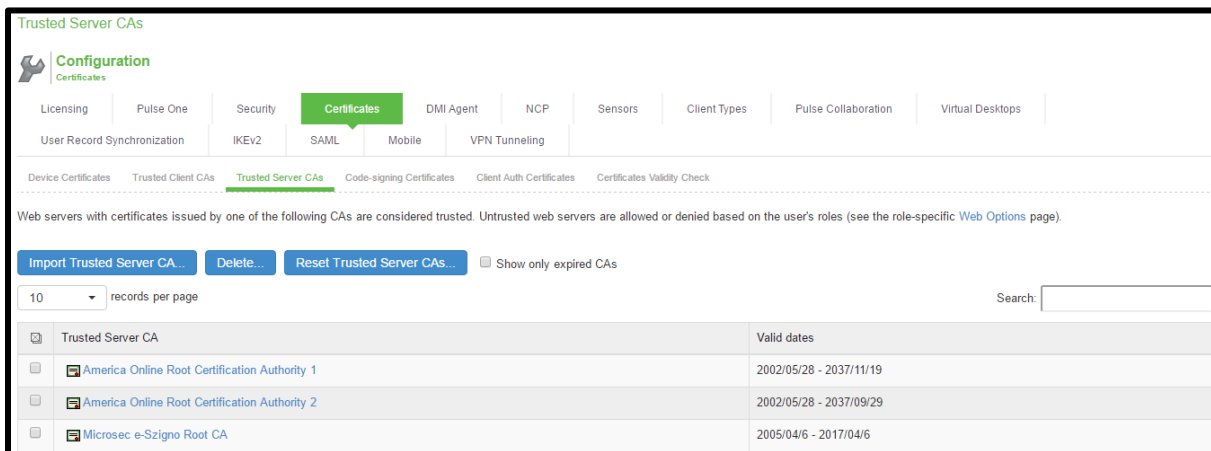 Trusted Server CAs
Configuration
Certificates
Licensing Pulse One Security Certificates DMI Agent NCP Sensors Client Types Pulse Collaboration Virtual Desktops
User Record Synchronization IKEv2 SAML Mobile VPN Tunneling
Device Certificates Trusted Client CAs Trusted Server CAs Code-signing Certificates Client Auth Certificates Certificates Validity Check
Web servers with certificates issued by one of the following CAs are considered trusted. Untrusted web servers are allowed or denied based on the user's roles (see the role-specific Web Options page).
Import Trusted Server CA... Delete... Reset Trusted Server CAs... Show only expired CAs
10 records per page Search:
Trusted Server CA Valid dates
America Online Root Certification Authority 1 2002/05/28 - 2037/11/19
America Online Root Certification Authority 2 2002/05/28 - 2037/09/29
Microsec e-Szigno Root CA 2005/04/6 - 2017/04/6